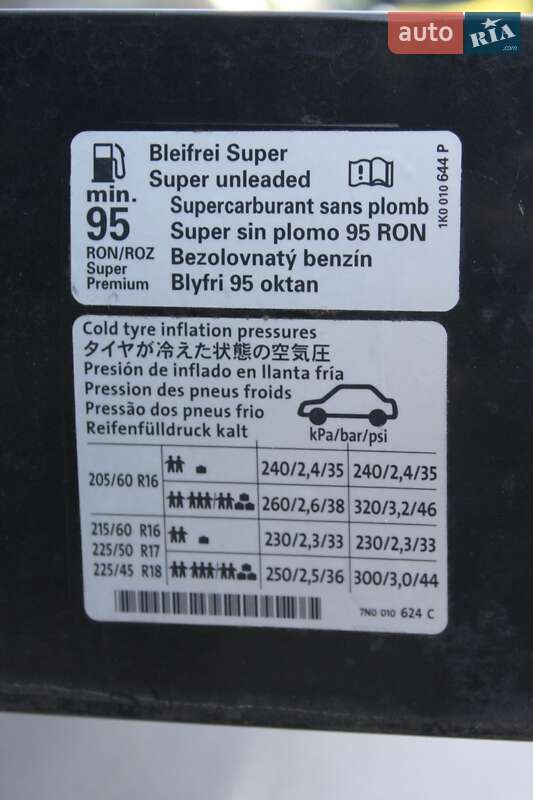 auto RIA .com
Bleifrei Super
min. Super unleaded
95 Supercarburant sans plomb
RON/ROZ Super sin plomo 95 RON
Super Bezolovnatý benzín
Premium Blyfri 95 oktan
1K0 010 644 P
Cold tyre inflation pressures
タイヤが冷えた状態の空気圧
Presión de inflado en llanta fría
Pression des pneus froids
Pressão dos pneus frio
Reifenfülldruck kalt
kPa/bar/psi
205/60 R16 240/2,4/35 240/2,4/35
260/2,6/38 320/3,2/46
215/60 R16 230/2,3/33 230/2,3/33
225/50 R17
225/45 R18 250/2,5/36 300/3,0/44
7N0 010 624 C